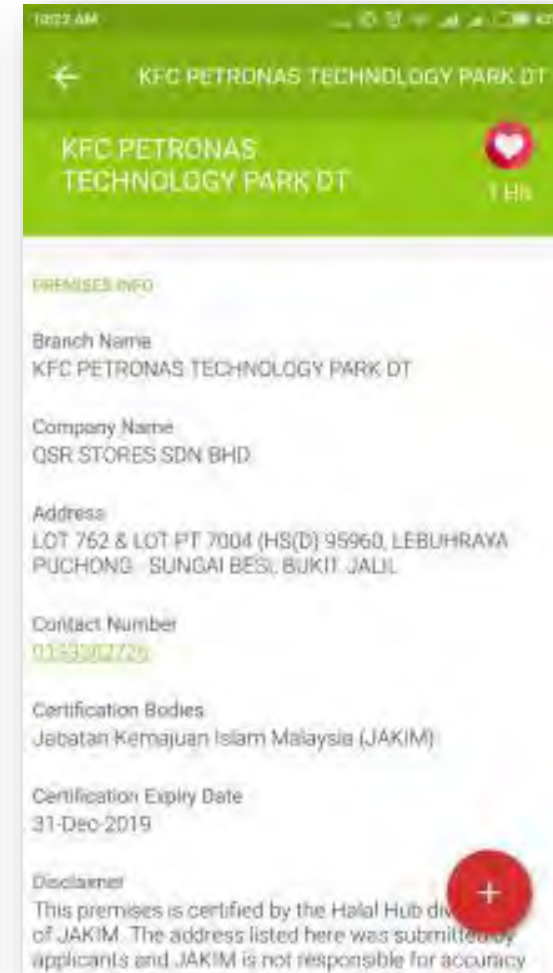 10:22 AM
KFC PETRONAS TECHNOLOGY PARK DT
KFC PETRONAS
TECHNOLOGY PARK DT
PREMISES INFO
Branch Name
KFC PETRONAS TECHNOLOGY PARK DT
Company Name
QSR STORES SDN BHD
Address
LOT 762 & LOT PT 7004 (HS(D) 95960, LEBUHRAYA
PUCHONG - SUNGAI BESI, BUKIT JALIL
Contact Number
Certification Bodies
Jabatan Kemajuan Islam Malaysia (JAKIM)
Certification Expiry Date
31-Dec-2019
Disclaimer
This premises is certified by the Halal Hub
of JAKIM. The address listed here was submitted by
applicants and JAKIM is not responsible for accuracy